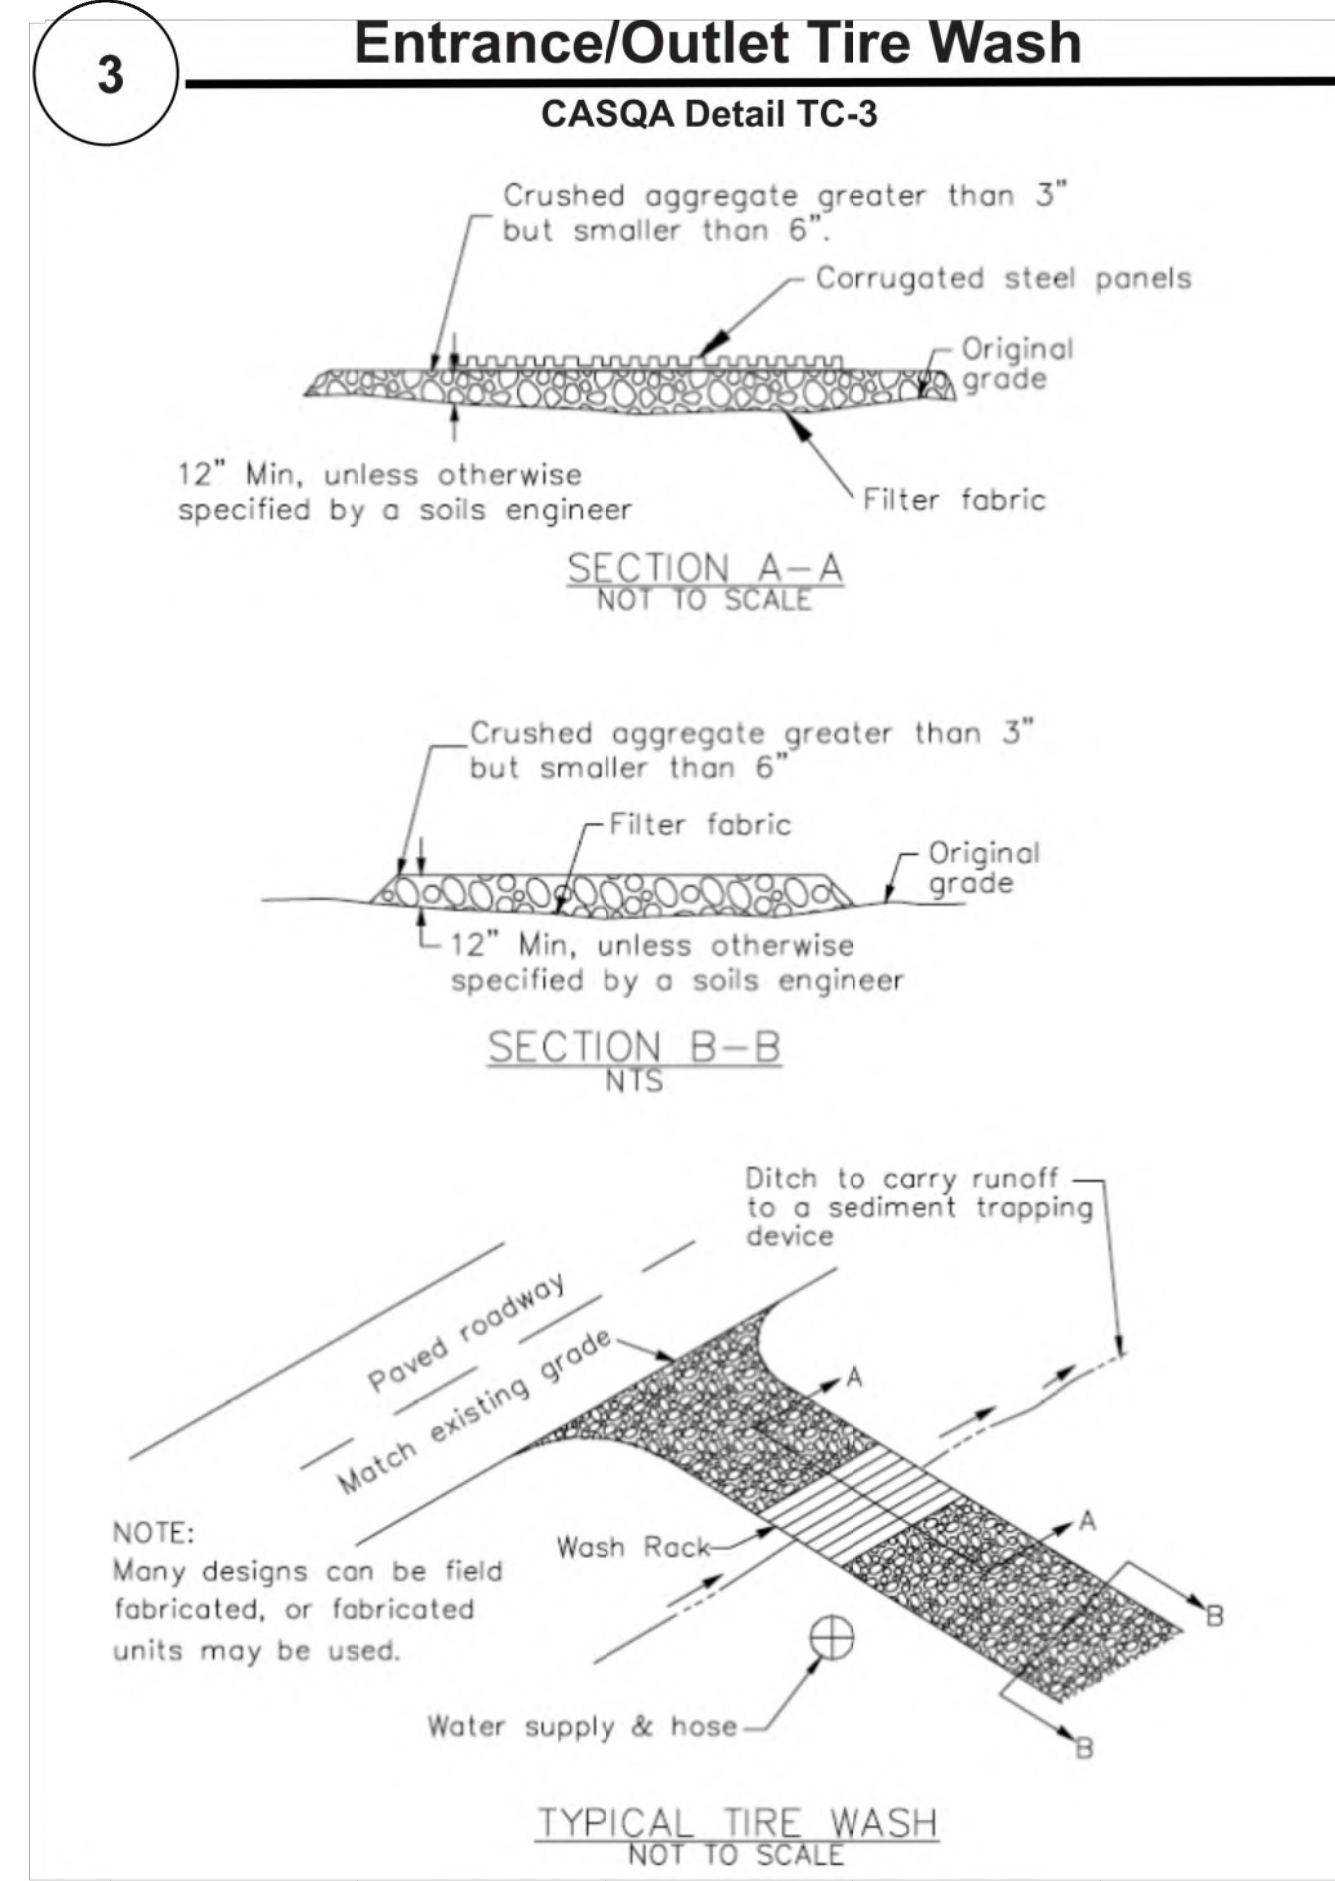 3
Entrance/Outlet Tire Wash
CASQA Detail TC-3
Crushed aggregate greater than 3"
but smaller than 6".
Corrugated steel panels
Original
grade
12" Min, unless otherwise
specified by a soils engineer
Filter fabric
SECTION A-A
NOT TO SCALE
Crushed aggregate greater than 3"
but smaller than 6"
Filter fabric
Original
grade
12" Min, unless otherwise
specified by a soils engineer
SECTION B-B
NTS
Ditch to carry runoff
to a sediment trapping
device
Paved roadway
Match existing grade
A
A
NOTE:
Many designs can be field
fabricated, or fabricated
units may be used.
Wash Rack
B
Water supply & hose
B
TYPICAL TIRE WASH
NOT TO SCALE